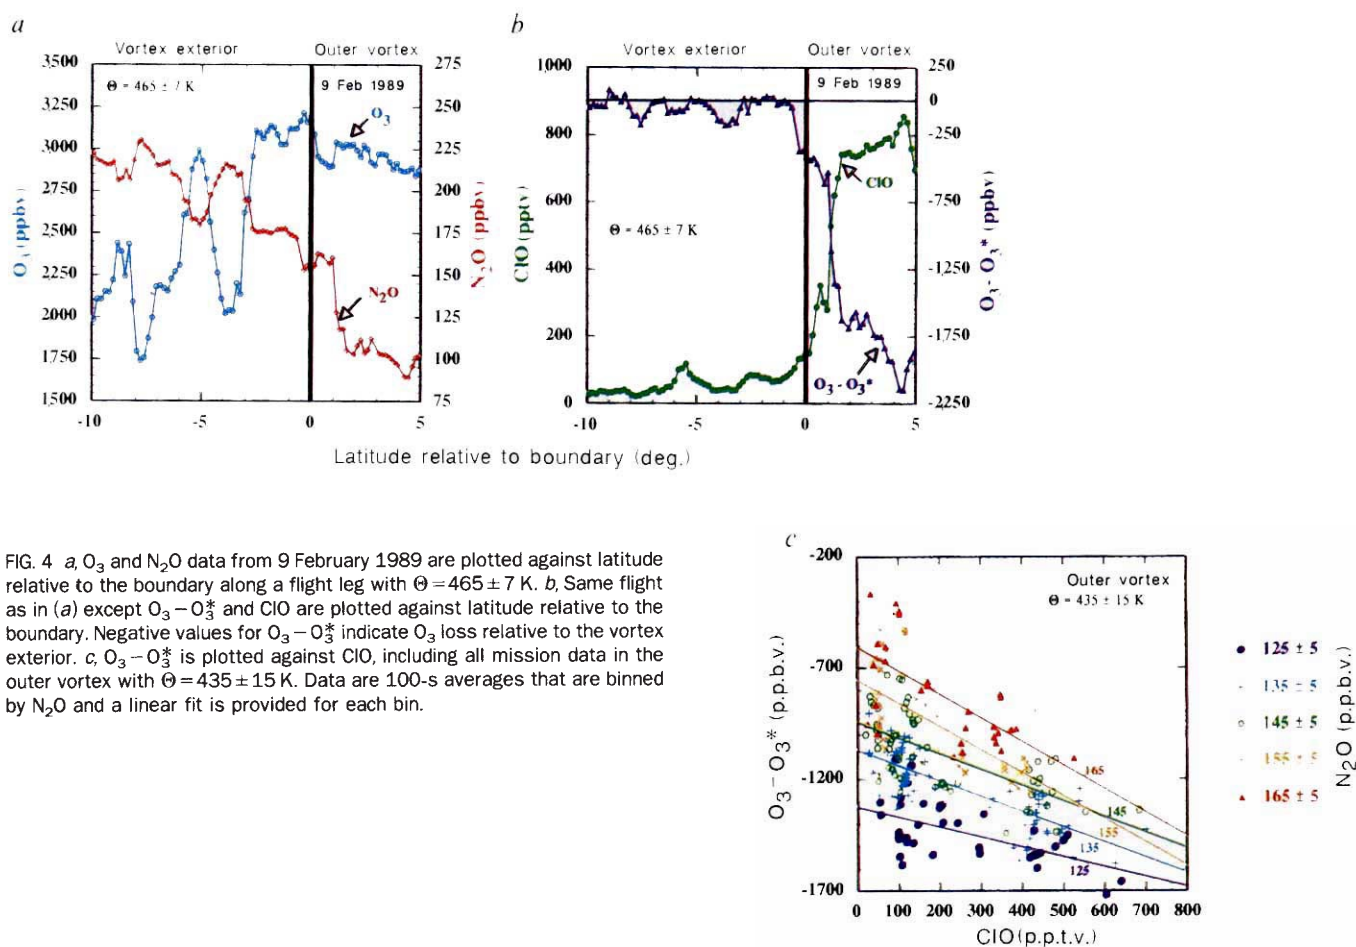 a
Vortex exterior
Outer vortex
Θ = 465 ± 7 K
9 Feb 1989
O3
N2O
3500
3250
3000
2750
2500
2250
2000
1750
1500
O3 (ppbv)
275
250
225
200
175
150
125
100
75
N2O (ppbv)
-10
-5
0
5
b
Vortex exterior
Outer vortex
9 Feb 1989
Θ = 465 ± 7 K
ClO
O3 - O3*
1000
800
600
400
200
0
ClO (pptv)
250
0
-250
-750
-1250
-1750
-2250
O3 - O3* (ppbv)
-10
-5
0
5
Latitude relative to boundary (deg.)
FIG. 4 a, O3 and N2O data from 9 February 1989 are plotted against latitude
relative to the boundary along a flight leg with Θ = 465 ± 7 K. b, Same flight
as in (a) except O3 − O3* and ClO are plotted against latitude relative to the
boundary. Negative values for O3 − O3* indicate O3 loss relative to the vortex
exterior. c, O3 − O3* is plotted against ClO, including all mission data in the
outer vortex with Θ = 435 ± 15 K. Data are 100-s averages that are binned
by N2O and a linear fit is provided for each bin.
c
Outer vortex
Θ = 435 ± 15 K
-200
-700
-1200
-1700
O3 − O3* (p.p.b.v.)
165
145
155
135
125
0 100 200 300 400 500 600 700 800
ClO (p.p.t.v.)
125 ± 5
135 ± 5
145 ± 5
155 ± 5
165 ± 5
N2O (p.p.b.v.)